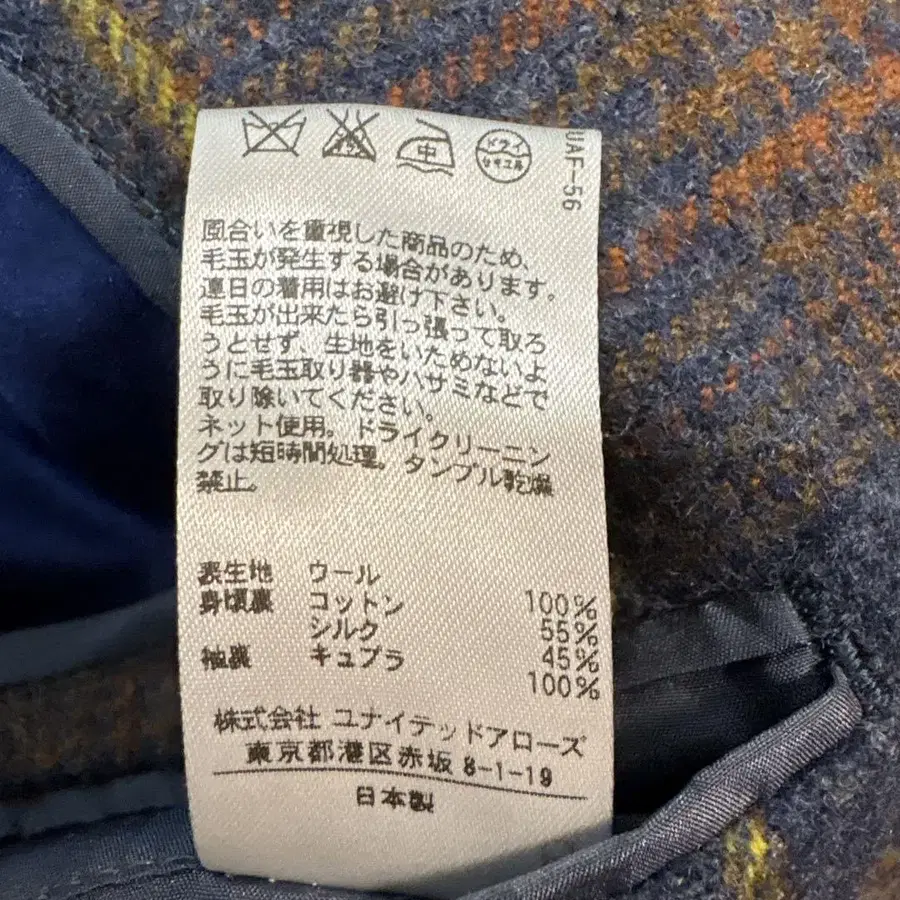 UAF-56
ドライ
セキユ系
風合いを重視した商品のため、
毛玉が発生する場合があります。
連日の着用はお避け下さい。
毛玉が出来たら引っ張って取ろ
うとせず、生地をいためないよ
うに毛玉取り器やハサミなどで
取り除いてください。
ネット使用。ドライクリーニン
グは短時間処理。タンブル乾燥
禁止。
中
表生地 ウール
身頃裏 コットン 100%
シルク 55%
袖裏 キュプラ 45%
100%
株式会社 ユナイテッドアローズ
東京都港区赤坂 8-1-19
日本製